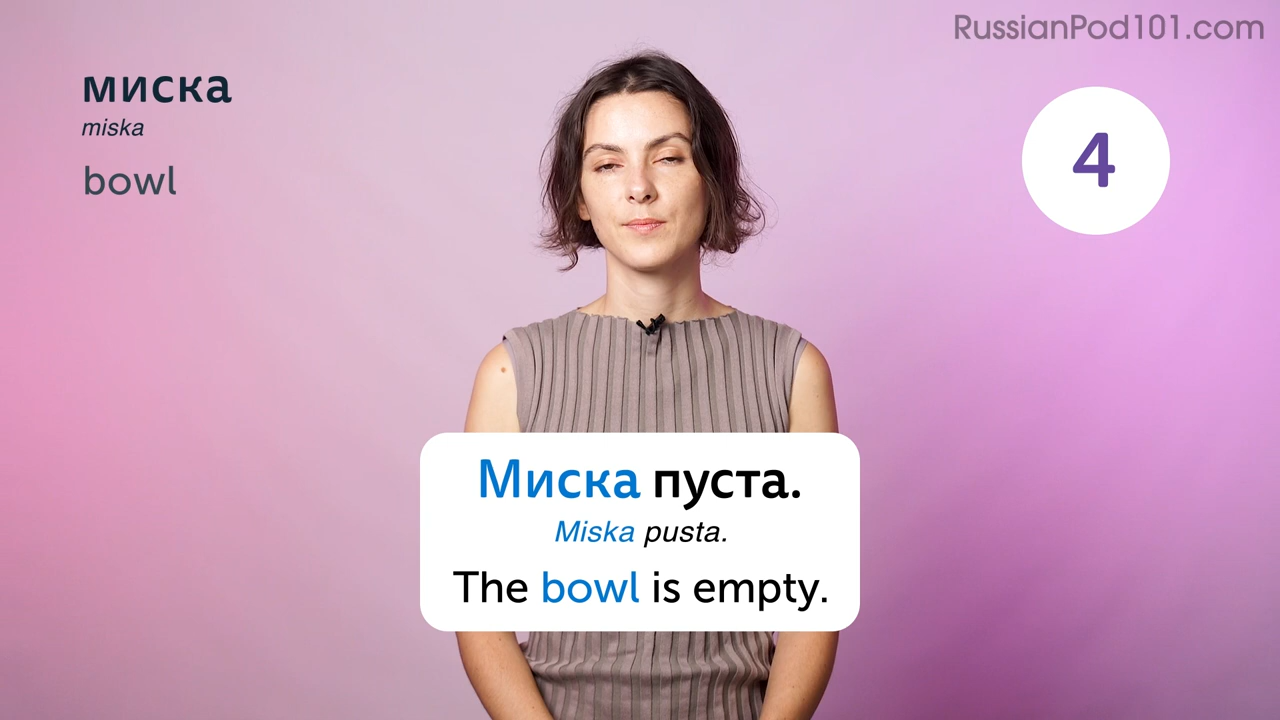 RussianPod101.com
миска
miska
bowl
4
Миска пуста.
Miska pusta.
The bowl is empty.